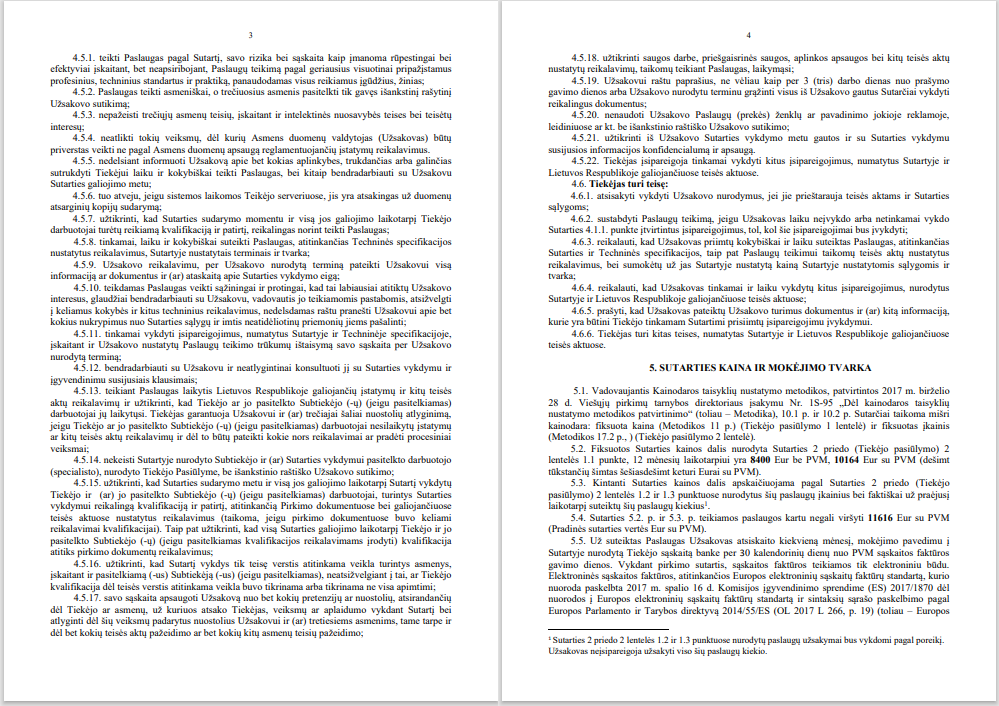 3
4.5.1. teikti Paslaugas pagal Sutartį, savo rizika bei sąskaita kaip įmanoma rūpestingai bei
efektyviai įskaitant, bet neapsiribojant, Paslaugų teikimą pagal geriausius visuotinai pripažįstamus
profesinius, techninius standartus ir praktiką, panaudodamas visus reikiamus įgūdžius, žinias;
4.5.2. Paslaugas teikti asmeniškai, o trečiuosius asmenis pasitelkti tik gavęs išankstinį rašytinį
Užsakovo sutikimą;
4.5.3. nepažeisti trečiųjų asmenų teisių, įskaitant ir intelektinės nuosavybės teises bei teisėtų
interesų;
4.5.4. neatlikti tokių veiksmų, dėl kurių Asmens duomenų valdytojas (Užsakovas) būtų
priverstas veikti ne pagal Asmens duomenų apsaugą reglamentuojančių įstatymų reikalavimus.
4.5.5. nedelsiant informuoti Užsakovą apie bet kokias aplinkybes, trukdančias arba galinčias
sutrukdyti Tiekėjui laiku ir kokybiškai teikti Paslaugas, bei kitaip bendradarbiauti su Užsakovu
Sutarties galiojimo metu;
4.5.6. tuo atveju, jeigu sistemos laikomos Teikėjo serveriuose, jis yra atsakingas už duomenų
atsarginių kopijų sudarymą;
4.5.7. užtikrinti, kad Sutarties sudarymo momentu ir visą jos galiojimo laikotarpį Tiekėjo
darbuotojai turėtų reikiamą kvalifikaciją ir patirtį, reikalingas norint teikti Paslaugas;
4.5.8. tinkamai, laiku ir kokybiškai suteikti Paslaugas, atitinkančias Techninės specifikacijos
nustatytus reikalavimus, Sutartyje nustatytais terminais ir tvarka;
4.5.9. Užsakovo reikalavimu, per Užsakovo nurodytą terminą pateikti Užsakovui visą
informaciją ar dokumentus ir (ar) ataskaitą apie Sutarties vykdymo eigą;
4.5.10. teikdamas Paslaugas veikti sąžiningai ir protingai, kad tai labiausiai atitiktų Užsakovo
interesus, glaudžiai bendradarbiauti su Užsakovu, vadovautis jo teikiamomis pastabomis, atsižvelgti
į keliamus kokybės ir kitus techninius reikalavimus, nedelsdamas raštu pranešti Užsakovui apie bet
kokius nukrypimus nuo Sutarties sąlygų ir imtis neatidėliotinų priemonių jiems pašalinti;
4.5.11. tinkamai vykdyti įsipareigojimus, numatytus Sutartyje ir Techninėje specifikacijoje,
įskaitant ir Užsakovo nustatytų Paslaugų teikimo trūkumų ištaisymą savo sąskaita per Užsakovo
nurodytą terminą;
4.5.12. bendradarbiauti su Užsakovu ir neatlygintinai konsultuoti jį su Sutarties vykdymu ir
įgyvendinimu susijusiais klausimais;
4.5.13. teikiant Paslaugas laikytis Lietuvos Respublikoje galiojančių įstatymų ir kitų teisės
aktų reikalavimų ir užtikrinti, kad Tiekėjo ar jo pasitelkto Subtiekėjo (-ų) (jeigu pasitelkiamas)
darbuotojai jų laikytųsi. Tiekėjas garantuoja Užsakovui ir (ar) trečiajai šaliai nuostolių atlyginimą,
jeigu Tiekėjo ar jo pasitelkto Subtiekėjo (-ų) (jeigu pasitelkiamas) darbuotojai nesilaikytų įstatymų
ar kitų teisės aktų reikalavimų ir dėl to būtų pateikti kokie nors reikalavimai ar pradėti procesiniai
veiksmai;
4.5.14. nekeisti Sutartyje nurodyto Subtiekėjo ir (ar) Sutarties vykdymui pasitelkto darbuotojo
(specialisto), nurodyto Tiekėjo Pasiūlyme, be išankstinio raštiško Užsakovo sutikimo;
4.5.15. užtikrinti, kad Sutarties sudarymo metu ir visą jos galiojimo laikotarpį Sutartį vykdytų
Tiekėjo ir (ar) jo pasitelkto Subtiekėjo (-ų) (jeigu pasitelkiamas) darbuotojai, turintys Sutarties
vykdymui reikalingą kvalifikaciją ir patirtį, atitinkančią Pirkimo dokumentuose bei galiojančiuose
teisės aktuose nustatytus reikalavimus (taikoma, jeigu pirkimo dokumentuose buvo keliami
reikalavimai kvalifikacijai). Taip pat užtikrinti, kad visą Sutarties galiojimo laikotarpį Tiekėjo ir jo
pasitelkto Subtiekėjo (-ų) (jeigu pasitelkiamas kvalifikacijos reikalavimams įrodyti) kvalifikacija
atitiks pirkimo dokumentų reikalavimus;
4.5.16. užtikrinti, kad Sutartį vykdys tik teisę verstis atitinkama veikla turintys asmenys,
įskaitant ir pasitelkiamą (-us) Subtiekėją (-us) (jeigu pasitelkiamas), neatsižvelgiant į tai, ar Tiekėjo
kvalifikacija dėl teisės verstis atitinkama veikla buvo tikrinama arba tikrinama ne visa apimtimi;
4.5.17. savo sąskaita apsaugoti Užsakovą nuo bet kokių pretenzijų ar nuostolių, atsirandančių
dėl Tiekėjo ar asmenų, už kuriuos atsako Tiekėjas, veiksmų ar aplaidumo vykdant Sutartį bei
atlyginti dėl šių veiksmų padarytus nuostolius Užsakovui ir (ar) tretiesiems asmenims, tame tarpe ir
dėl bet kokių teisės aktų pažeidimo ar bet kokių kitų asmenų teisių pažeidimo;
4
4.5.18. užtikrinti saugos darbe, priešgaisrinės saugos, aplinkos apsaugos bei kitų teisės aktų
nustatytų reikalavimų, taikomų teikiant Paslaugas, laikymąsi;
4.5.19. Užsakovui raštu paprašius, ne vėliau kaip per 3 (tris) darbo dienas nuo prašymo
gavimo dienos arba Užsakovo nurodytu terminu grąžinti visus iš Užsakovo gautus Sutarčiai vykdyti
reikalingus dokumentus;
4.5.20. nenaudoti Užsakovo Paslaugų (prekės) ženklų ar pavadinimo jokioje reklamoje,
leidiniuose ar kt. be išankstinio raštiško Užsakovo sutikimo;
4.5.21. užtikrinti iš Užsakovo Sutarties vykdymo metu gautos ir su Sutarties vykdymu
susijusios informacijos konfidencialumą ir apsaugą.
4.5.22. Tiekėjas įsipareigoja tinkamai vykdyti kitus įsipareigojimus, numatytus Sutartyje ir
Lietuvos Respublikoje galiojančiuose teisės aktuose.
4.6. Tiekėjas turi teisę:
4.6.1. atsisakyti vykdyti Užsakovo nurodymus, jei jie prieštarauja teisės aktams ar Sutarties
sąlygoms;
4.6.2. sustabdyti Paslaugų teikimą, jeigu Užsakovas laiku neįvykdo arba netinkamai vykdo
Sutarties 4.1.1. punkte įtvirtintus įsipareigojimus, tol, kol šie įsipareigojimai bus įvykdyti;
4.6.3. reikalauti, kad Užsakovas priimtų kokybiškai ir laiku suteiktas Paslaugas, atitinkančias
Sutarties ir Techninės specifikacijos, taip pat Paslaugų teikimui taikomų teisės aktų nustatytus
reikalavimus, bei sumokėtų už jas Sutartyje nustatytą kainą Sutartyje nustatytomis sąlygomis ir
tvarka;
4.6.4. reikalauti, kad Užsakovas tinkamai ir laiku vykdytų kitus įsipareigojimus, nurodytus
Sutartyje ir Lietuvos Respublikoje galiojančiuose teisės aktuose;
4.6.5. prašyti, kad Užsakovas pateiktų Užsakovo turimus dokumentus ir (ar) kitą informaciją,
kurie yra būtini Tiekėjo tinkamam Sutartimi prisiimtų įsipareigojimų įvykdymui.
4.6.6. Tiekėjas turi kitas teises, numatytas Sutartyje ir Lietuvos Respublikoje galiojančiuose
teisės aktuose.
5. SUTARTIES KAINA IR MOKĖJIMO TVARKA
5.1. Vadovaujantis Kainodaros taisyklių nustatymo metodikos, patvirtintos 2017 m. birželio
28 d. Viešųjų pirkimų tarnybos direktoriaus įsakymu Nr. 1S-95 „Dėl kainodaros taisyklių
nustatymo metodikos patvirtinimo“ (toliau – Metodika), 10.1 p. ir 10.2 p. Sutarčiai taikoma mišri
kainodara: fiksuota kaina (Metodikos 11 p.) (Tiekėjo pasiūlymo 1 lentelė) ir fiksuotas įkainis
(Metodikos 17.2 p., ) (Tiekėjo pasiūlymo 2 lentelė).
5.2. Fiksuotos Sutarties kainos dalis nurodyta Sutarties 2 priedo (Tiekėjo pasiūlymo) 2
lentelės 1.1 punkte, 12 mėnesių laikotarpiui yra 8400 Eur be PVM, 10164 Eur su PVM (dešimt
tūkstančių šimtas šešiasdešimt keturi Eurai su PVM).
5.3. Kintanti Sutarties kainos dalis apskaičiuojama pagal Sutarties 2 priedo (Tiekėjo
pasiūlymo) 2 lentelės 1.2 ir 1.3 punktuose nurodytus šių paslaugų įkainius bei faktiškai už praėjusį
laikotarpį suteiktų šių paslaugų kiekius¹.
5.4. Sutarties 5.2. p. ir 5.3. p. teikiamos paslaugos kartu negali viršyti 11616 Eur su PVM
(Pradinės sutarties vertės Eur su PVM).
5.5. Už suteiktas Paslaugas Užsakovas atsiskaito kiekvieną mėnesį, mokėjimo pavedimu į
Sutartyje nurodytą Tiekėjo sąskaitą banke per 30 kalendorinių dienų nuo PVM sąskaitos faktūros
gavimo dienos. Vykdant pirkimo sutartis, sąskaitos faktūros teikiamos tik elektroniniu būdu.
Elektroninės sąskaitos faktūros, atitinkančios Europos elektroninių sąskaitų faktūrų standartą, kurio
nuoroda paskelbta 2017 m. spalio 16 d. Komisijos įgyvendinimo sprendime (ES) 2017/1870 dėl
nuorodos į Europos elektroninių sąskaitų faktūrų standartą ir sintaksių sąrašo paskelbimo pagal
Europos Parlamento ir Tarybos direktyvą 2014/55/ES (OL 2017 L 266, p. 19) (toliau – Europos
¹ Sutarties 2 priedo 2 lentelės 1.2 ir 1.3 punktuose nurodytų paslaugų užsakymai bus vykdomi pagal poreikį.
Užsakovas neįsipareigoja užsakyti viso šių paslaugų kiekio.